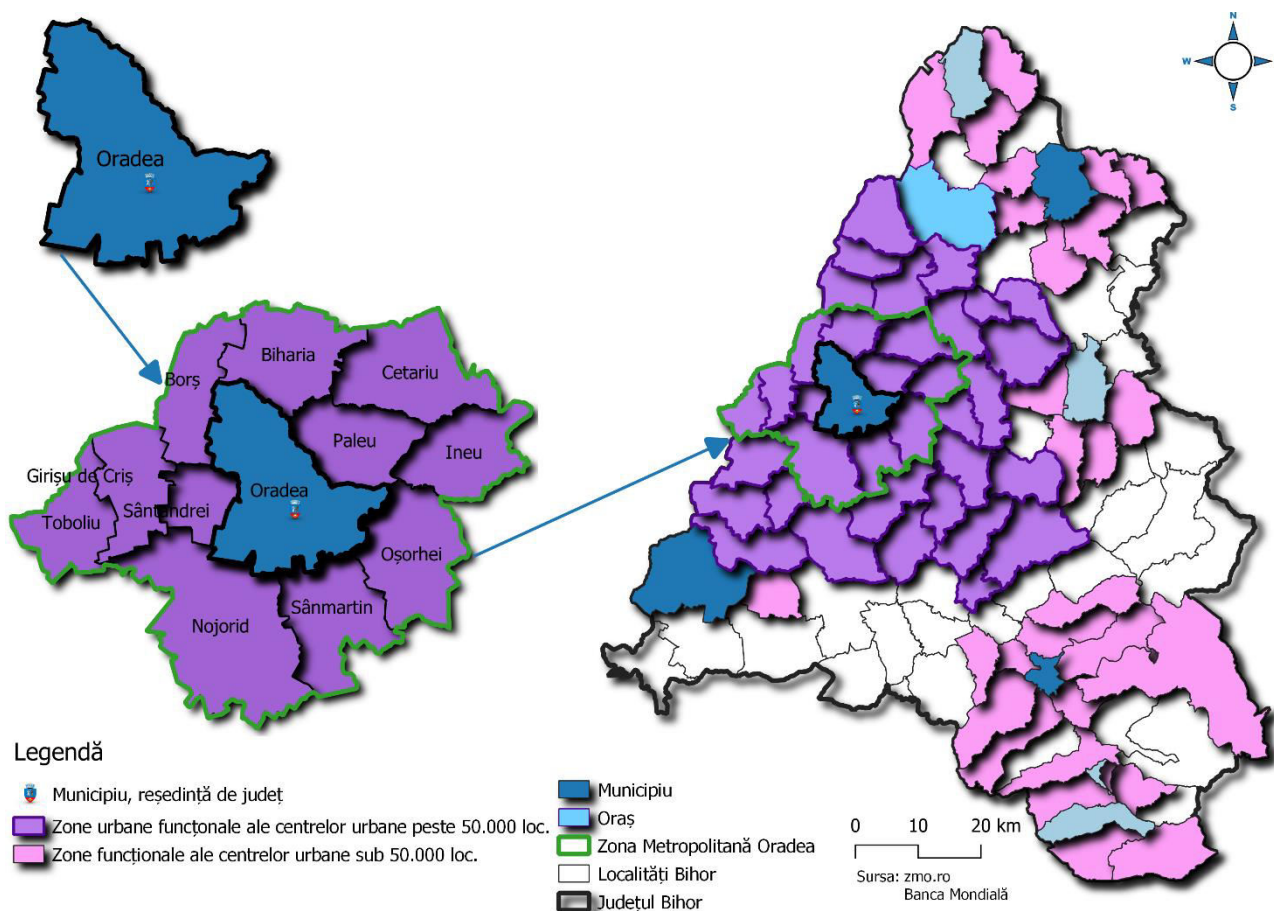 Oradea
N
W
E
S
Borș
Biharia
Cetariu
Paleu
Ineu
Girișu de Criș
Toboliu
Sântandrei
Oradea
Oșorhei
Nojorid
Sânmartin
Legendă
Municipiu, reședință de județ
Zone urbane funcționale ale centrelor urbane peste 50.000 loc.
Zone funcționale ale centrelor urbane sub 50.000 loc.
Municipiu
Oraș
Zona Metropolitană Oradea
Localități Bihor
Județul Bihor
0 10 20 km
Sursa: zmo.ro
Banca Mondială